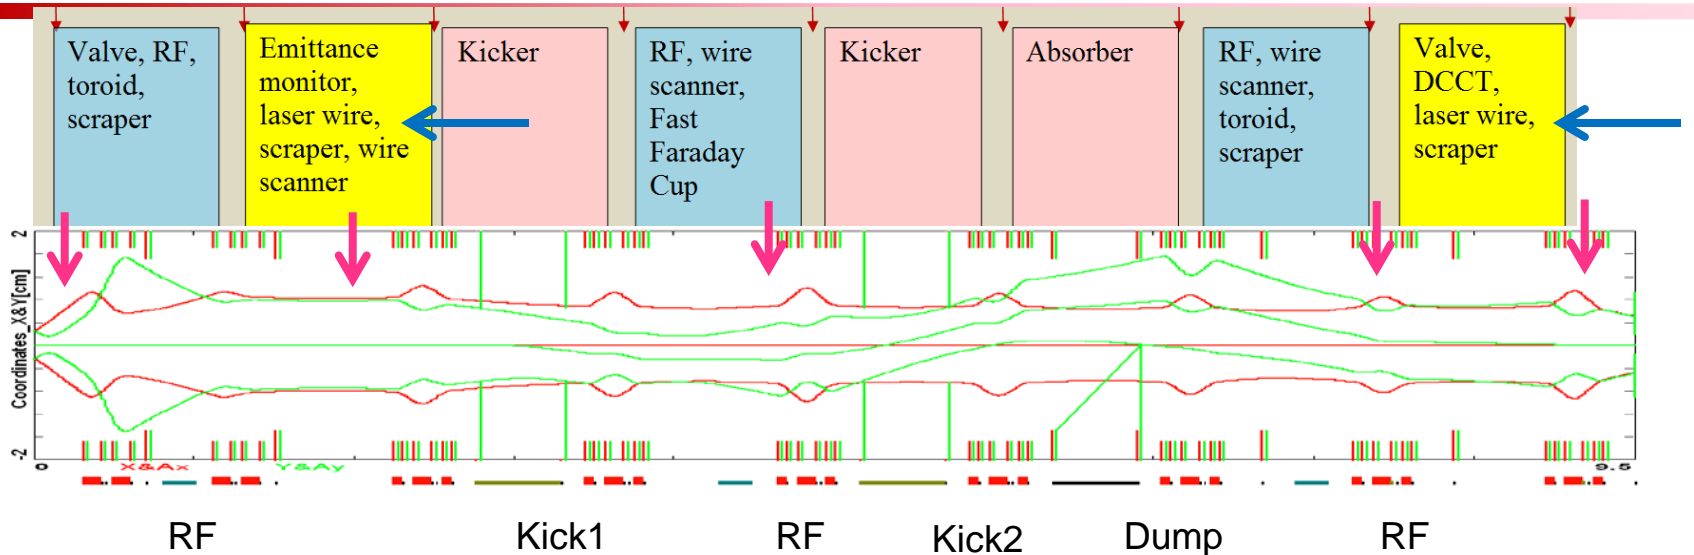 Valve, RF,
toroid,
scraper
Emittance
monitor,
laser wire,
scraper, wire
scanner
Kicker
RF, wire
scanner,
Fast
Faraday
Cup
Kicker
Absorber
RF, wire
scanner,
toroid,
scraper
Valve,
DCCT,
laser wire,
scraper
2
Coordinates_X&Y[cm]
-2
0
X&Ax
Y&Ay
9.5
RF
Kick1
RF
Kick2
Dump
RF